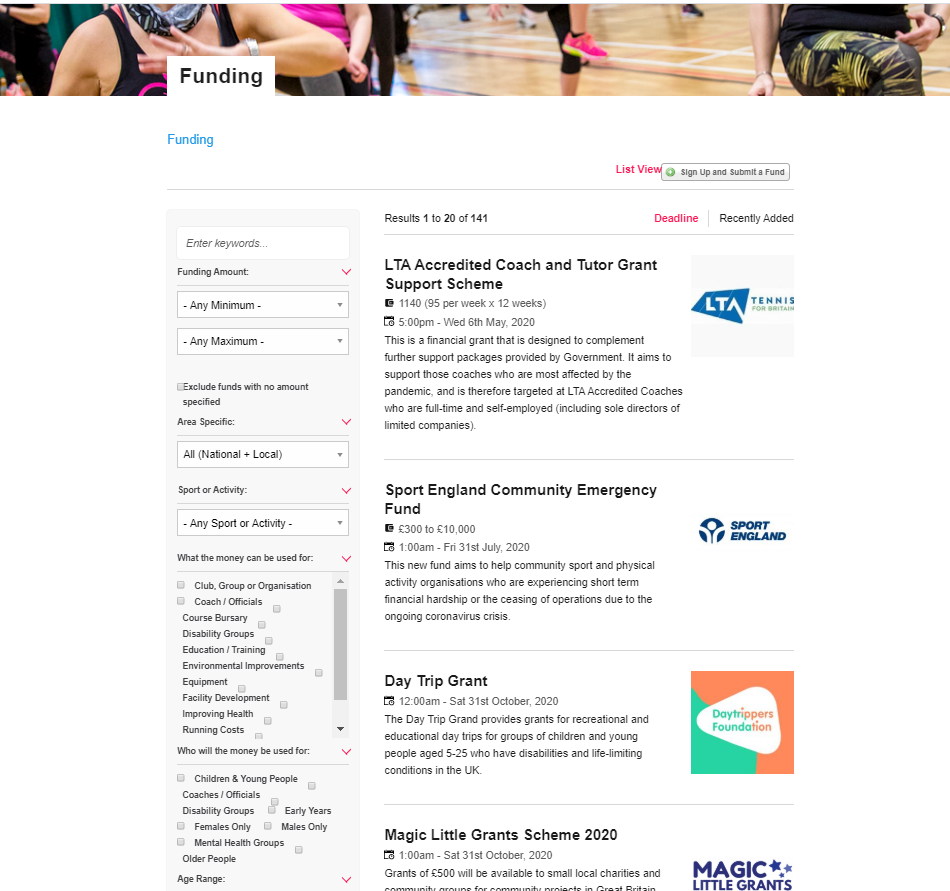 Funding
Funding
List View
Sign Up and Submit a Fund
Enter keywords...
Funding Amount:
- Any Minimum -
- Any Maximum -
Exclude funds with no amount
specified
Area Specific:
All (National + Local)
Sport or Activity:
- Any Sport or Activity -
What the money can be used for:
Club, Group or Organisation
Coach / Officials
Course Bursary
Disability Groups
Education / Training
Environmental Improvements
Equipment
Facility Development
Improving Health
Running Costs
Who will the money be used for:
Children & Young People
Coaches / Officials
Disability Groups Early Years
Females Only Males Only
Mental Health Groups
Older People
Age Range:
Results 1 to 20 of 141
Deadline Recently Added
LTA Accredited Coach and Tutor Grant
Support Scheme
1140 (95 per week x 12 weeks)
5:00pm - Wed 6th May, 2020
This is a financial grant that is designed to complement
further support packages provided by Government. It aims to
support those coaches who are most affected by the
pandemic, and is therefore targeted at LTA Accredited Coaches
who are full-time and self-employed (including sole directors of
limited companies).
LTA TENNIS
FOR BRITAIN
Sport England Community Emergency
Fund
£300 to £10,000
1:00am - Fri 31st July, 2020
This new fund aims to help community sport and physical
activity organisations who are experiencing short term
financial hardship or the ceasing of operations due to the
ongoing coronavirus crisis.
SPORT
ENGLAND
Day Trip Grant
12:00am - Sat 31st October, 2020
The Day Trip Grand provides grants for recreational and
educational day trips for groups of children and young
people aged 5-25 who have disabilities and life-limiting
conditions in the UK.
Daytrippers
Foundation
Magic Little Grants Scheme 2020
1:00am - Sat 31st October, 2020
Grants of £500 will be available to small local charities and
community groups for community projects in Great Britain
MAGIC
LITTLE GRANTS